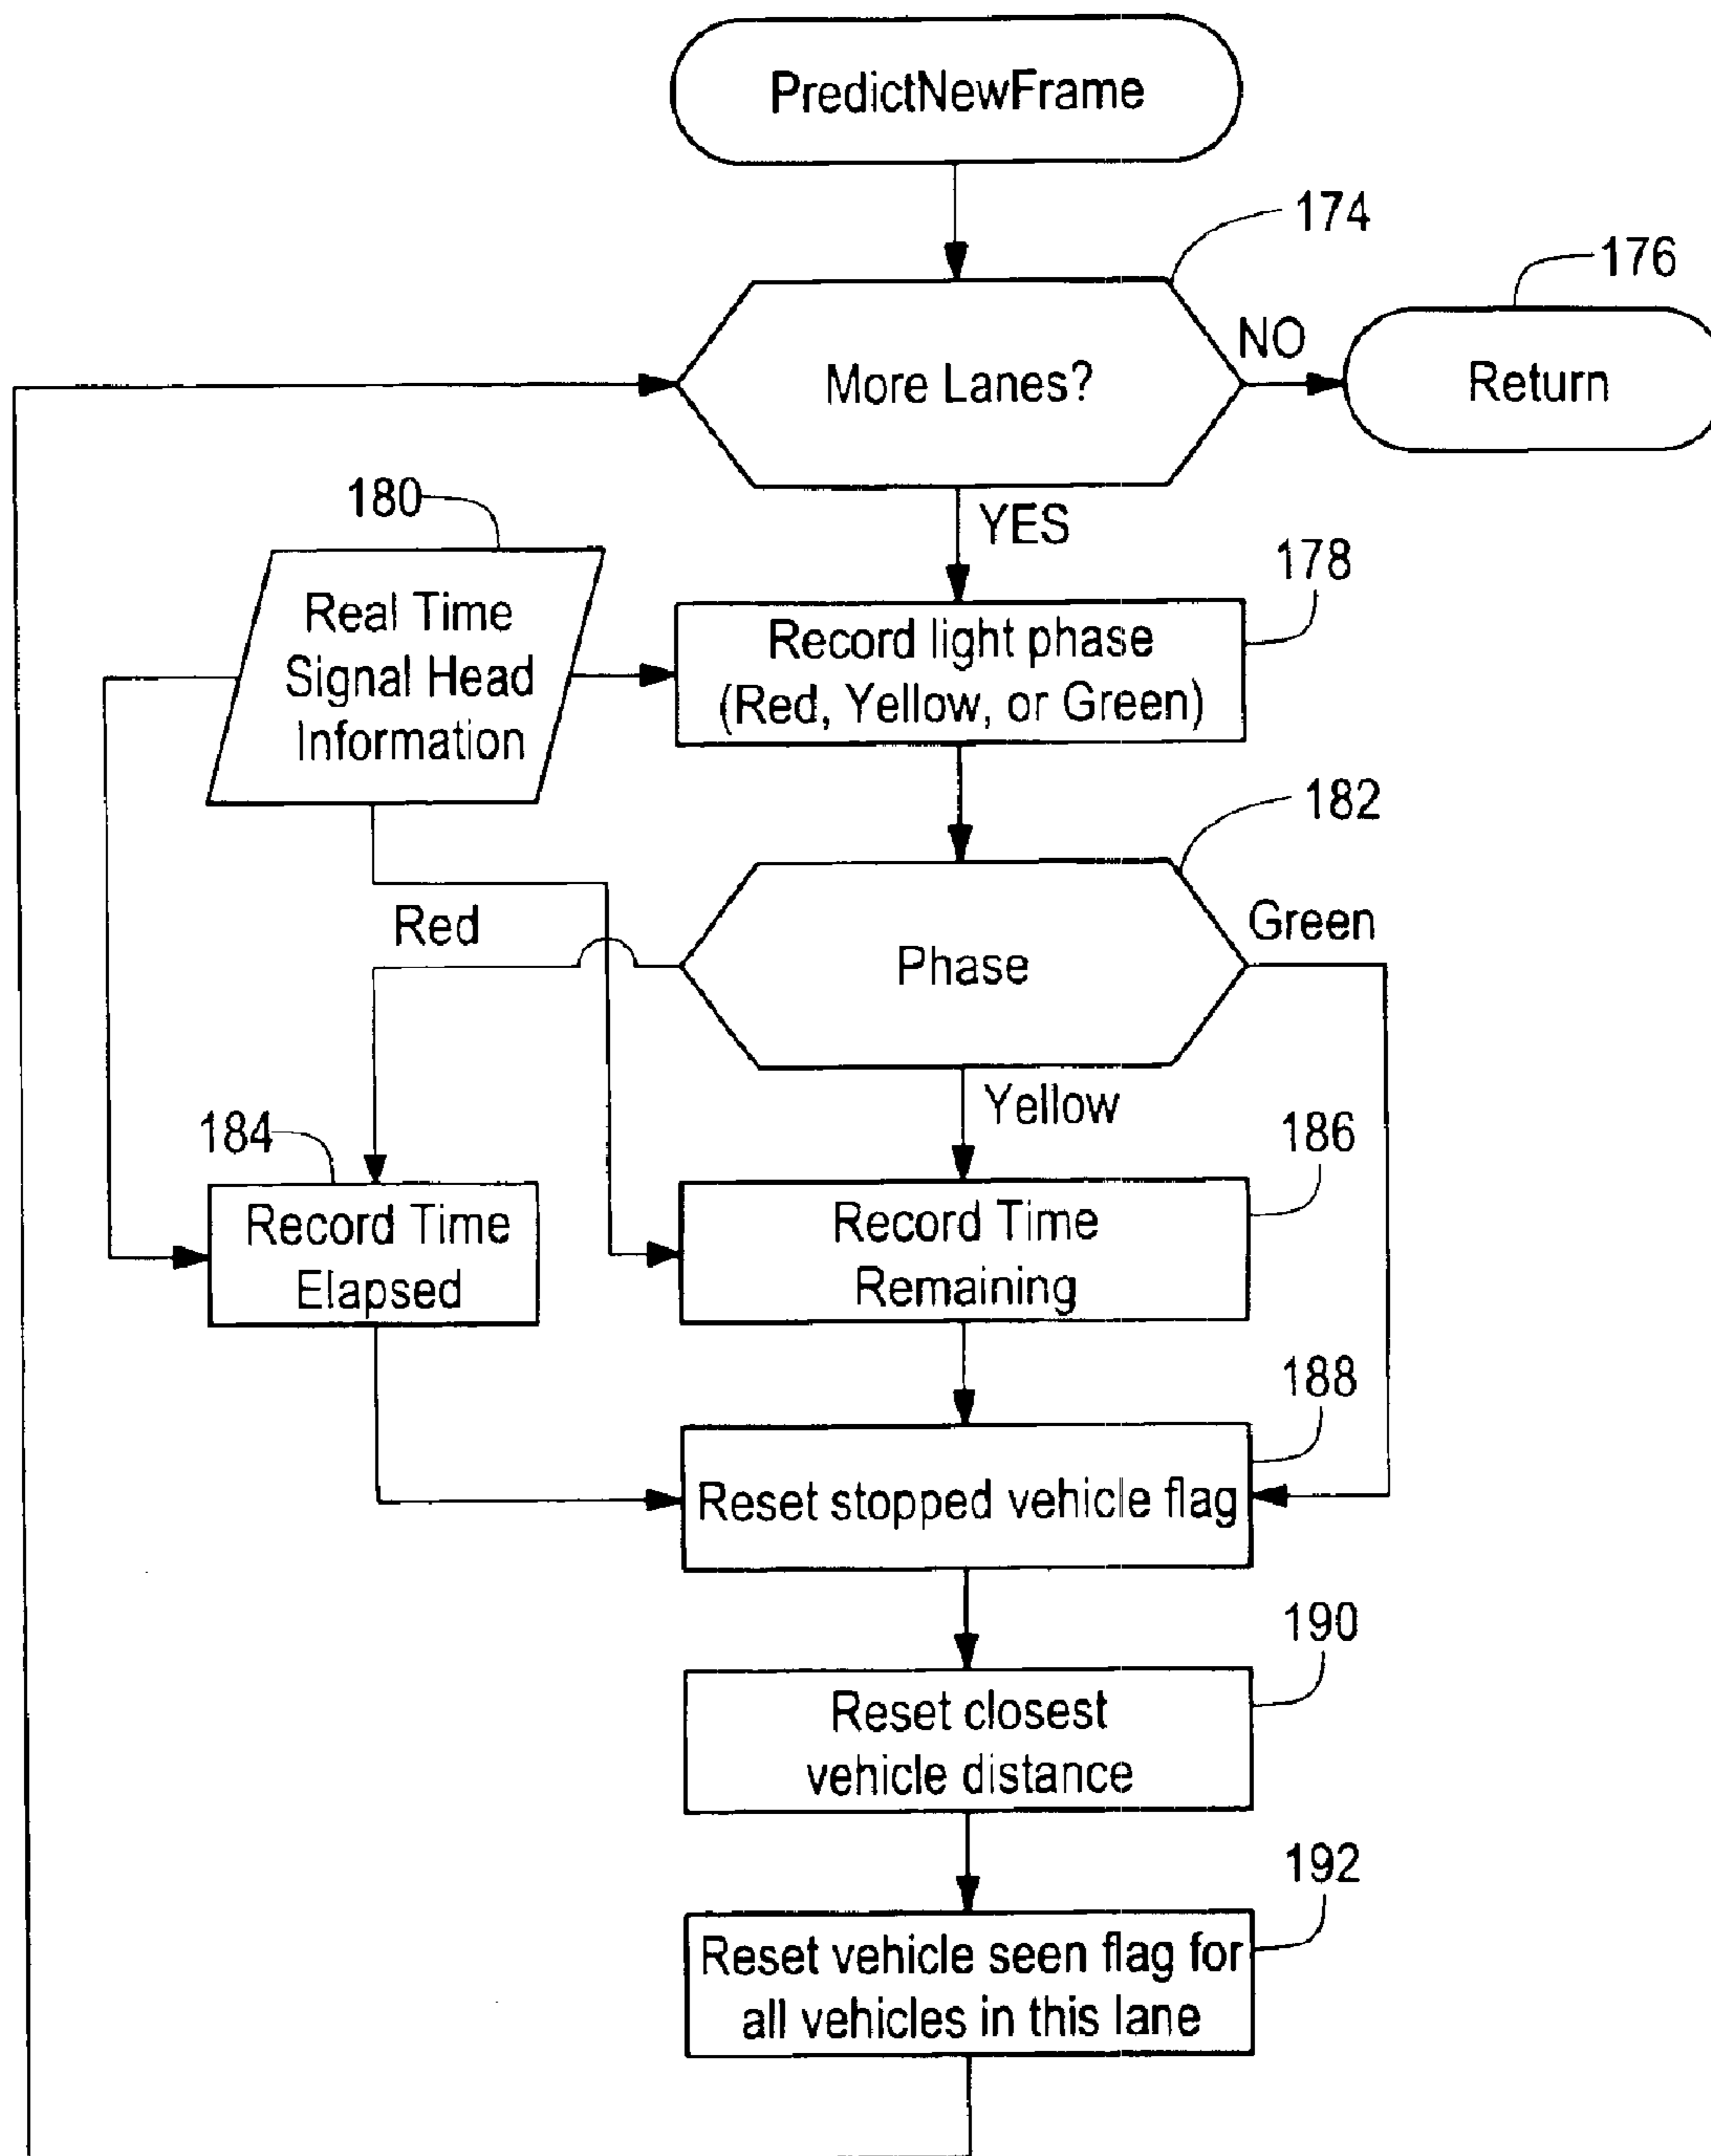 PredictNewFrame
174
176
More Lanes?
NO
Return
YES
180
178
Real Time
Signal Head
Information
Record light phase
(Red, Yellow, or Green)
182
Red
Green
Phase
Yellow
184
186
Record Time
Elapsed
Record Time
Remaining
188
Reset stopped vehicle flag
190
Reset closest
vehicle distance
192
Reset vehicle seen flag for
all vehicles in this lane